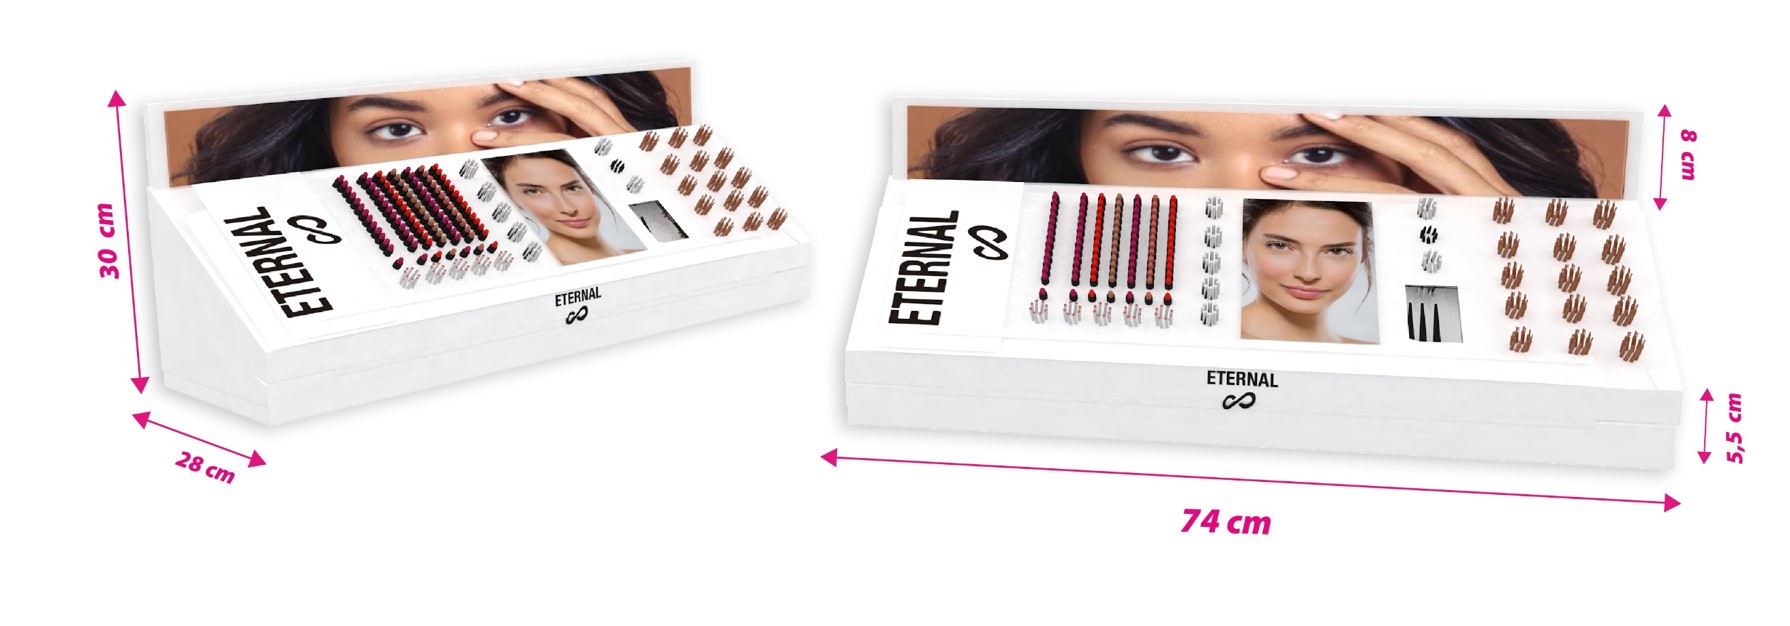 30 cm
28 cm
ETERNAL
ETERNAL
8 cm
ETERNAL
ETERNAL
5,5 cm
74 cm